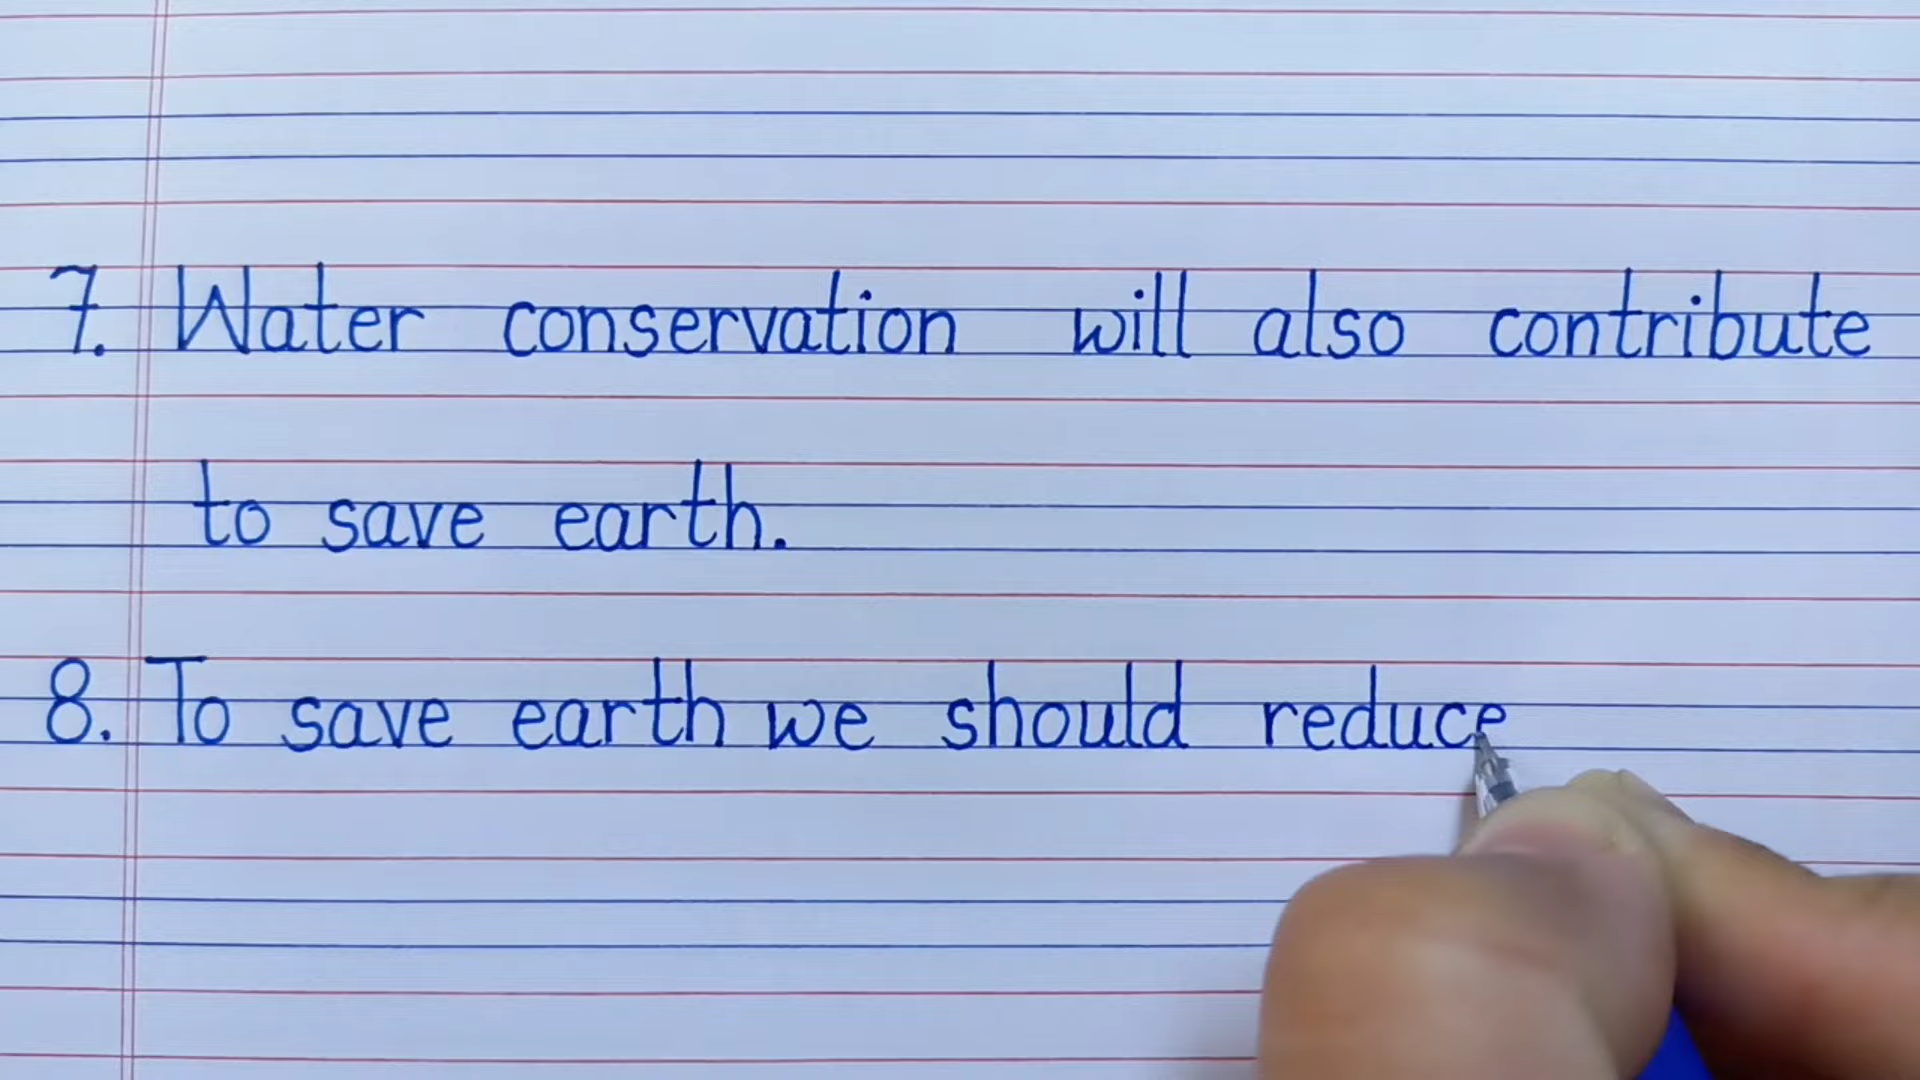 7. Water conservation will also contribute
to save earth.
8. To save earth we should reduce